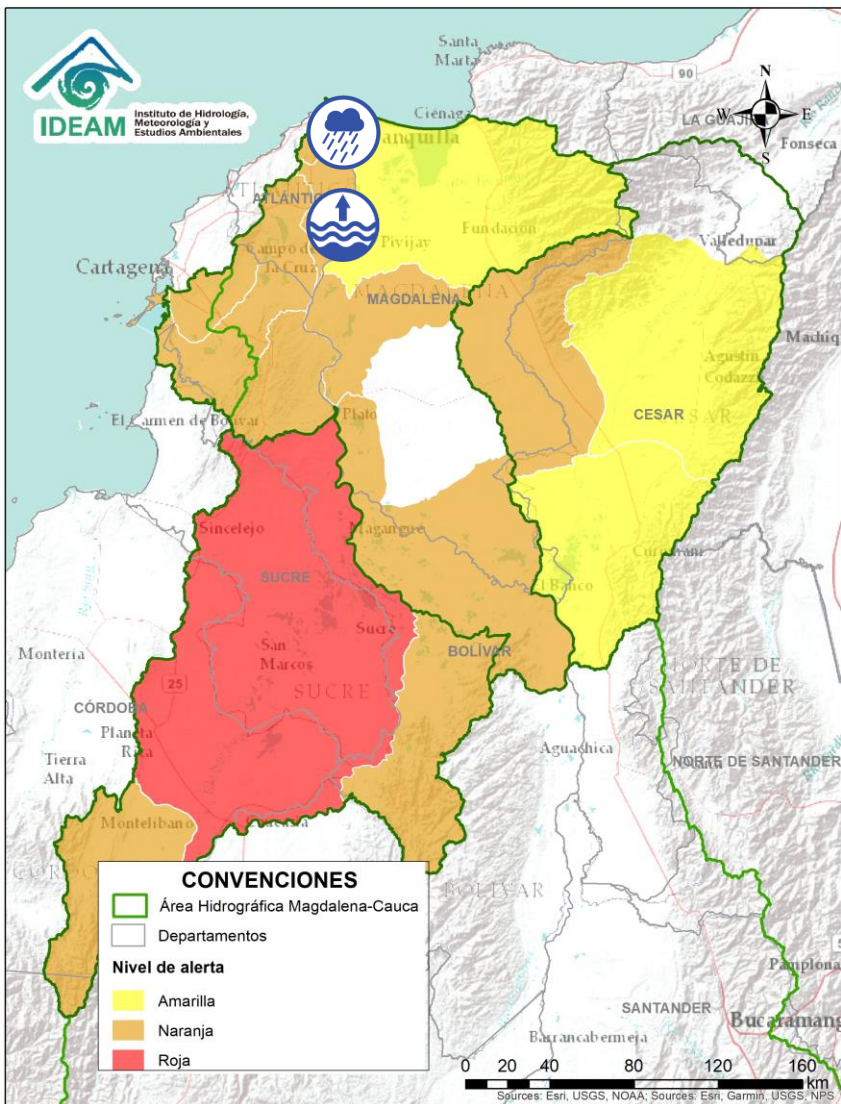 IDEAM
Instituto de Hidrología,
Meteorología y
Estudios Ambientales
Santa
Marta
90
N
W
E
S
LA GUAJI
Fonseca
Ciénaga
anquilla
ATLÁNTIC
Pivijay
Fundación
Valledupar
Cartagena
Campo de
la Cruz
MAGDALENA
Machiq
Agustín
Codazzi
CESAR
El Carmen de Bolívar
Plato
Sincelejo
Magangué
SUCRE
El Banco
Sucre
San
Marcos
SUCRE
BOLÍVAR
Montería
25
CÓRDOBA
Planeta
Rica
Tierra
Alta
NORTE DE
SANTANDER
Aguachica
NORTE DE SANTANDER
Montelíbano
BOLÍVAR
CONVENCIONES
Área Hidrográfica Magdalena-Cauca
Departamentos
Nivel de alerta
Amarilla
Naranja
Roja
Pamplona
SANTANDER
Bucaramang
Barrancabermeja
0 20 40 80 120 160
km
Sources: Esri, USGS, NOAA; Sources: Esri, Garmin, USGS, NPS